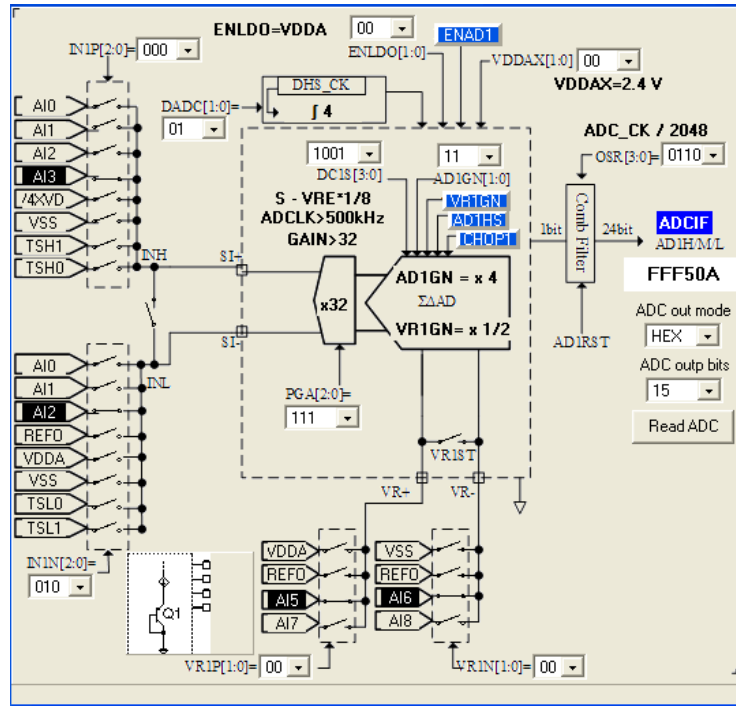 ENLDO=VDDA
00
ENLDO[1:0]
ENAD1
VDDAX[1:0]
00
VDDAX=2.4 V
IN1P[2:0]=
000
DADC[1:0]=
01
DHS_CK
∫ 4
ADC_CK / 2048
OSR[3:0]=
0110
AI0
AI1
AI2
AI3
/4XVD
VSS
TSH1
TSH0
1001
DC1S[3:0]
11
AD1GN[1:0]
S - VRE*1/8
ADCLK>500kHz
GAIN>32
VR1GN
AD1HS
CHOP1
INH
SI+
x32
AD1GN = x 4
ΣΔAD
VR1GN= x 1/2
1bit
Comb Filter
24bit
ADCIF
AD1H/M/L
FFF50A
ADC out mode
HEX
ADC outp bits
15
Read ADC
AD1RST
SI-
INL
PGA[2:0]=
111
AI0
AI1
AI2
REFO
VDDA
VSS
TSL0
TSL1
IN1N[2:0]=
010
VR1ST
VR+
VR-
Q1
VDDA
REFO
AI5
AI7
VSS
REFO
AI6
AI8
VR1P[1:0]=
00
VR1N[1:0]=
00